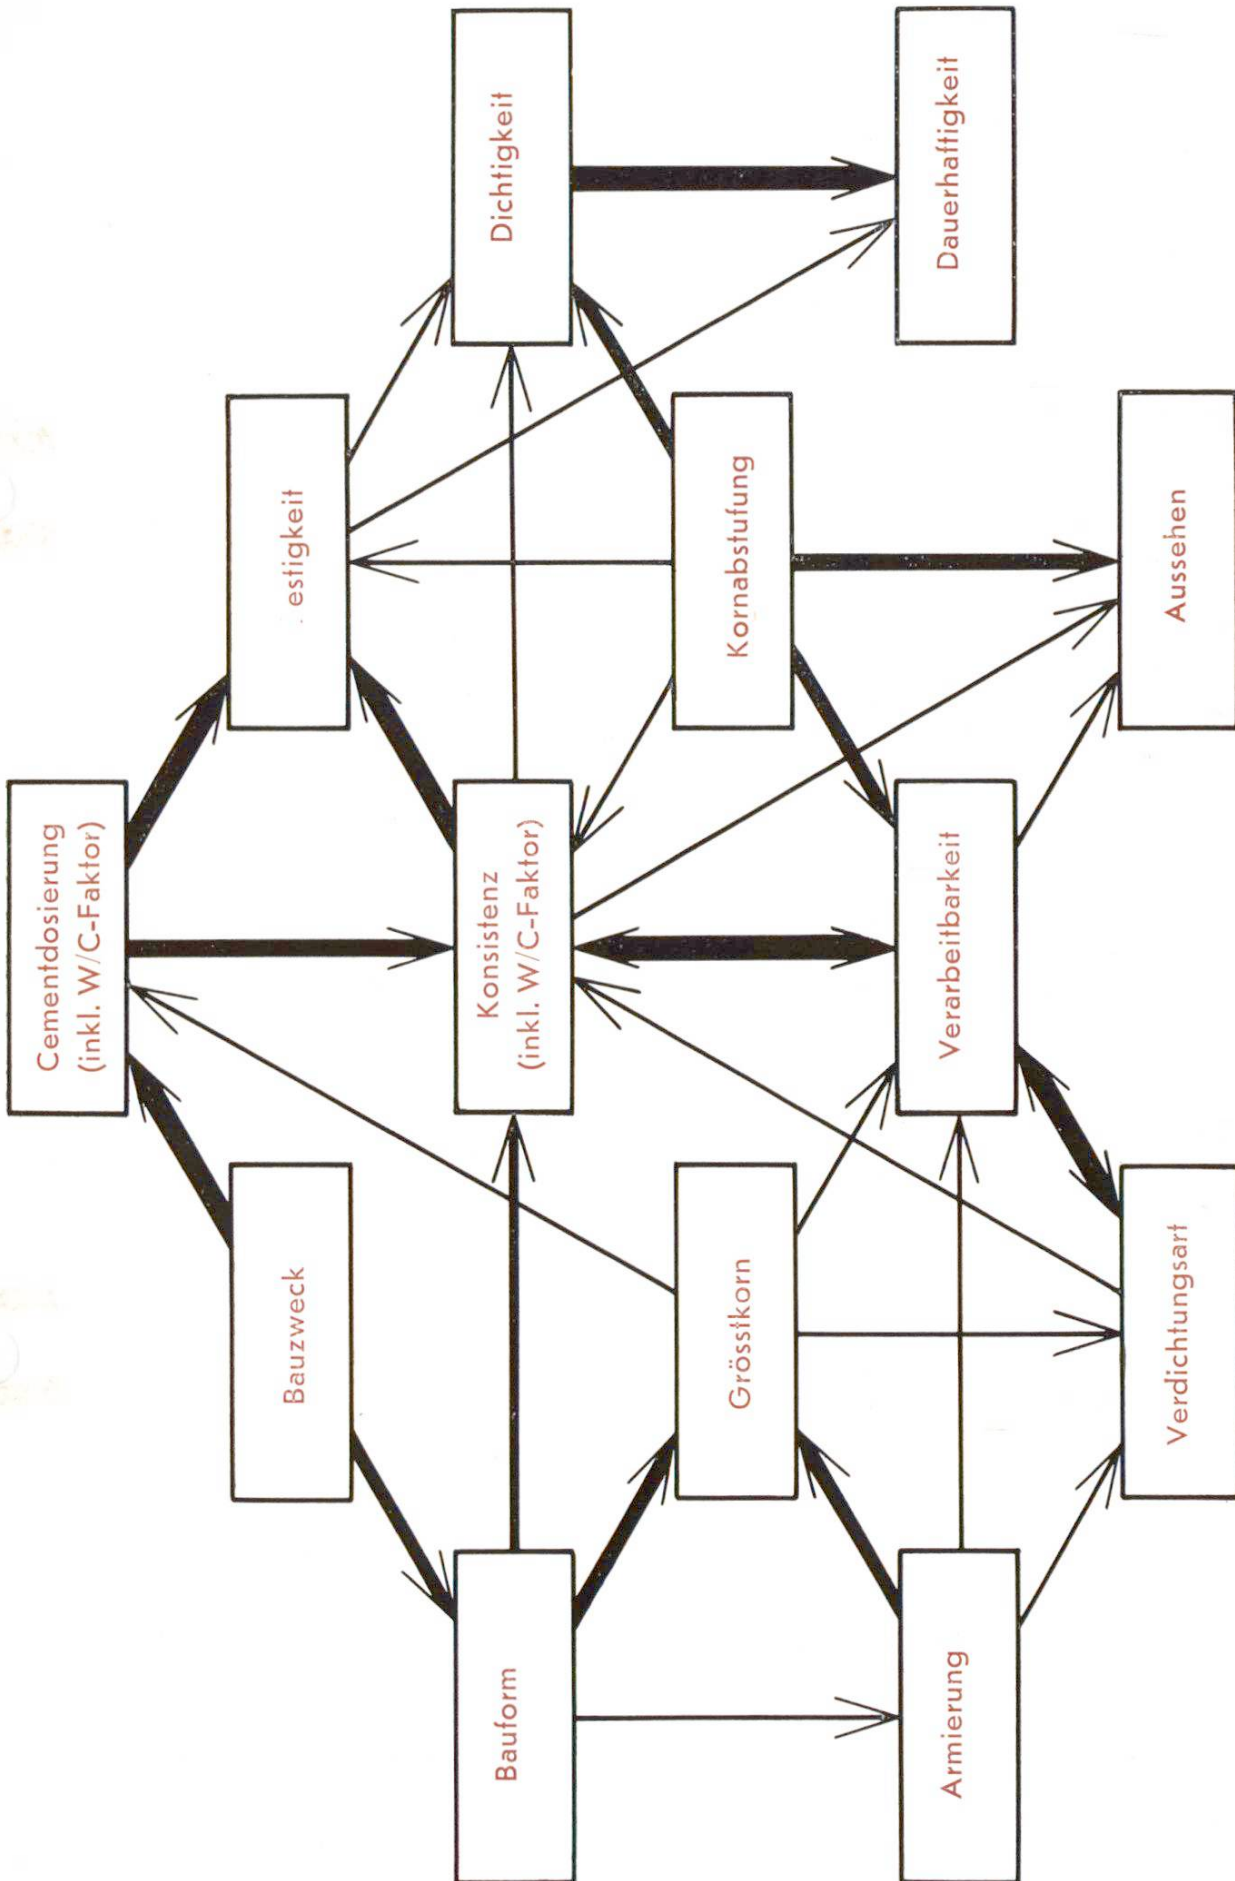 Cementdosierung
(inkl. W/C-Faktor)
Bauzweck
estigkeit
Bauform
Konsistenz
(inkl. W/C-Faktor)
Dichtigkeit
Grösstkorn
Kornabstufung
Armierung
Verarbeitbarkeit
Dauerhaftigkeit
Verdichtungsart
Aussehen